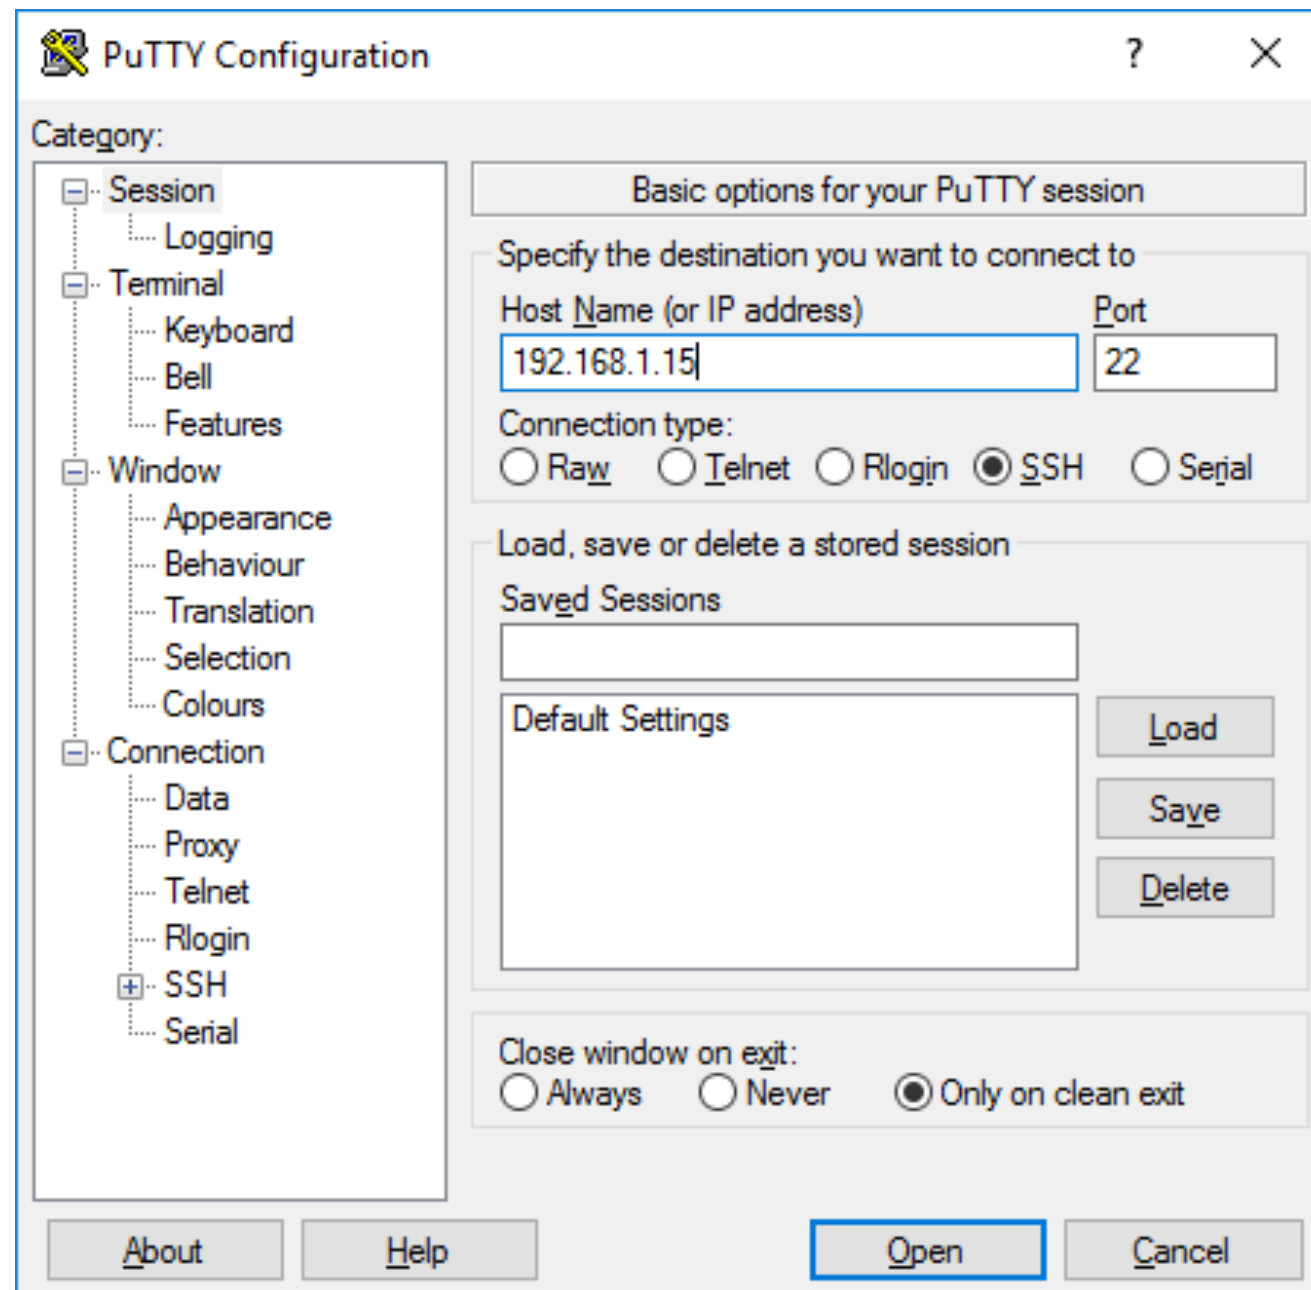 PuTTY Configuration
?
Category:
Session
Logging
Terminal
Keyboard
Bell
Features
Window
Appearance
Behaviour
Translation
Selection
Colours
Connection
Data
Proxy
Telnet
Rlogin
SSH
Serial
Basic options for your PuTTY session
Specify the destination you want to connect to
Host Name (or IP address) Port
192.168.1.15 22
Connection type:
Raw Telnet Rlogin SSH Serial
Load, save or delete a stored session
Saved Sessions
Default Settings
Load
Save
Delete
Close window on exit:
Always Never Only on clean exit
About Help Open Cancel